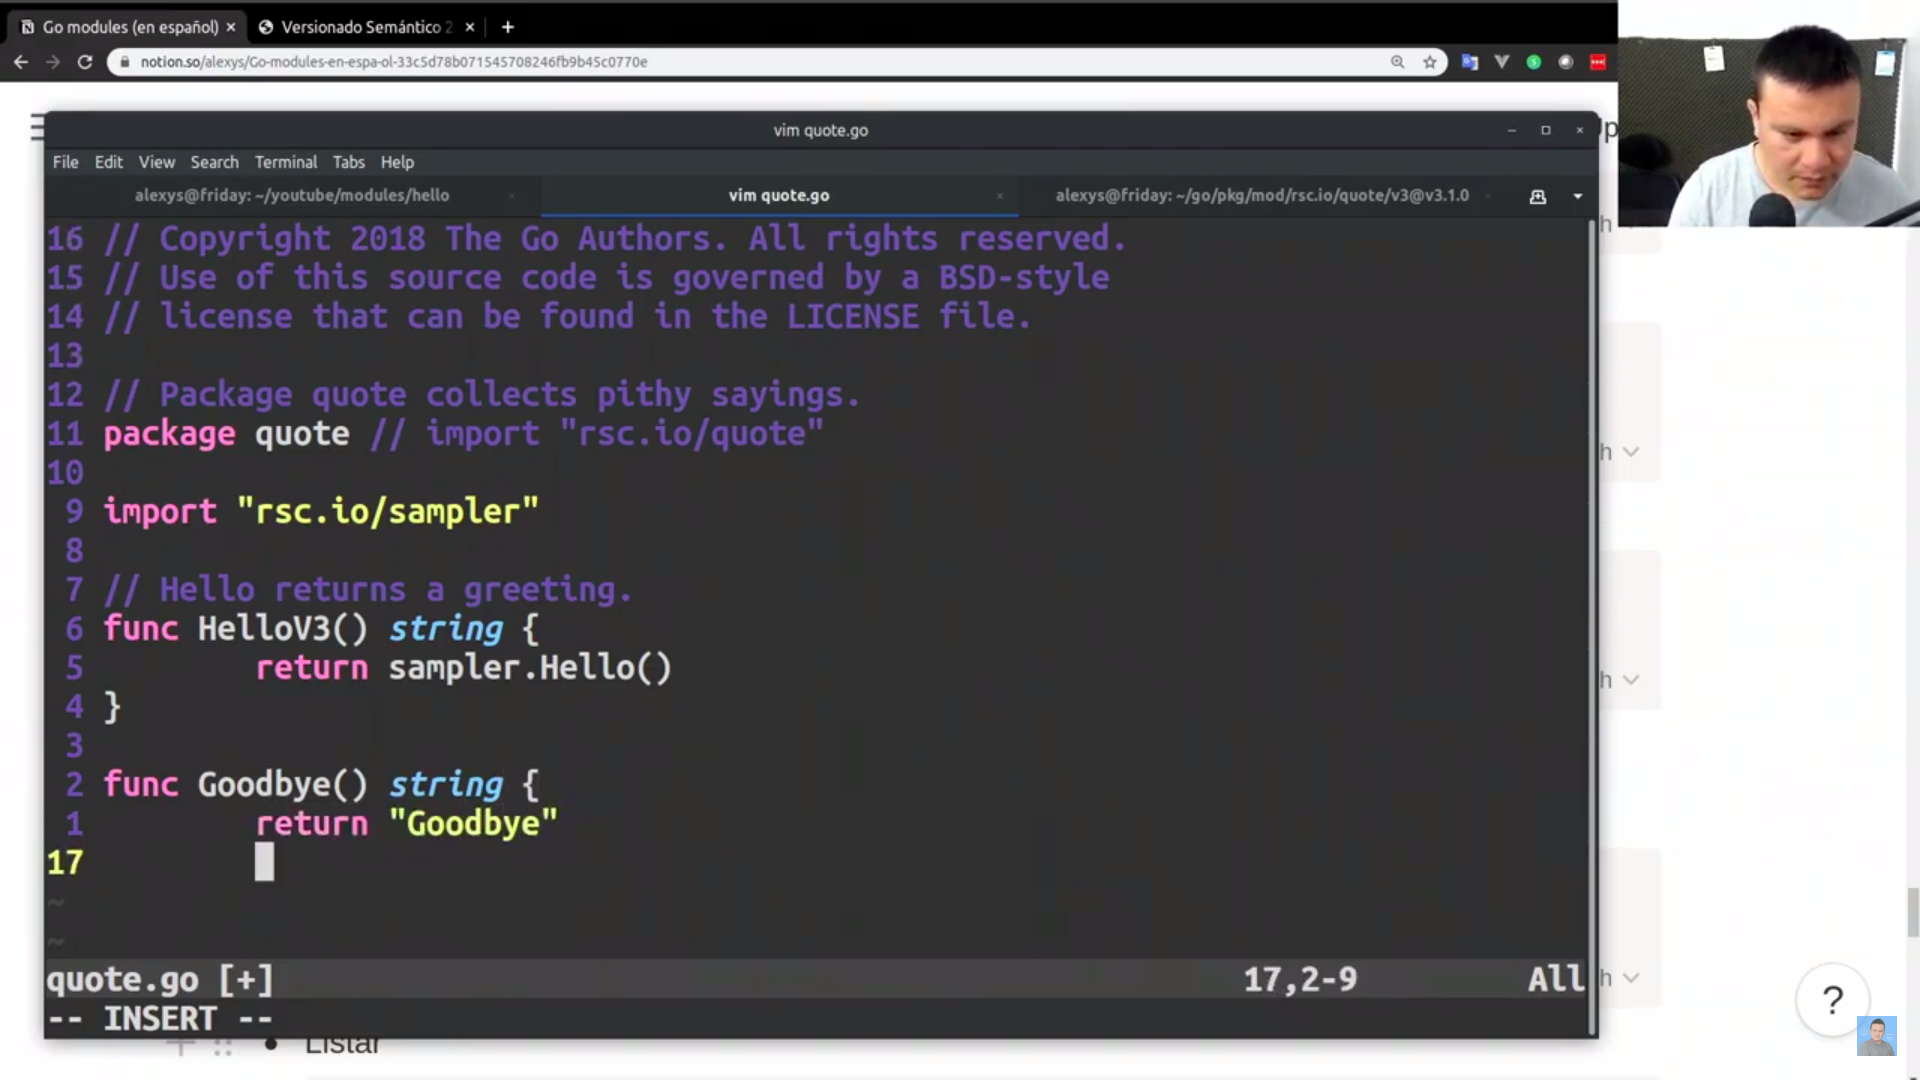 Go modules (en español)
Versionado Semántico 2
notion.so/alexys/Go-modules-en-espa-ol-33c5d78b071545708246fb9b45c0770e
vim quote.go
File Edit View Search Terminal Tabs Help
alexys@friday: ~/youtube/modules/hello
vim quote.go
alexys@friday: ~/go/pkg/mod/rsc.io/quote/v3@v3.1.0
16 // Copyright 2018 The Go Authors. All rights reserved.
15 // Use of this source code is governed by a BSD-style
14 // license that can be found in the LICENSE file.
13
12 // Package quote collects pithy sayings.
11 package quote // import "rsc.io/quote"
10
9 import "rsc.io/sampler"
8
7 // Hello returns a greeting.
6 func HelloV3() string {
5 return sampler.Hello()
4 }
3
2 func Goodbye() string {
1 return "Goodbye"
17
~
~
quote.go [+] 17,2-9 All
-- INSERT --
Listar
?